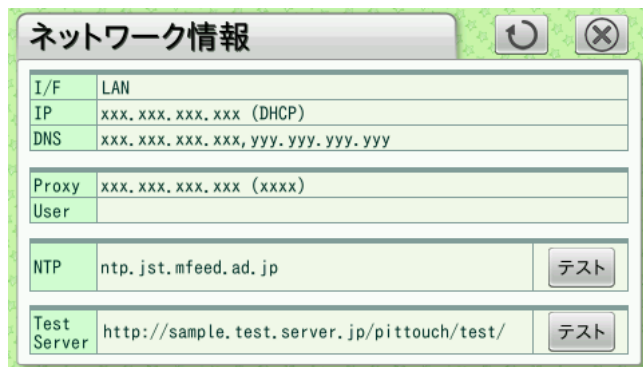 ネットワーク情報
I/F LAN
IP xxx.xxx.xxx.xxx (DHCP)
DNS xxx.xxx.xxx.xxx,yyy.yyy.yyy.yyy
Proxy xxx.xxx.xxx.xxx (xxxx)
User
NTP ntp.jst.mfeed.ad.jp テスト
Test
Server http://sample.test.server.jp/pittouch/test/ テスト